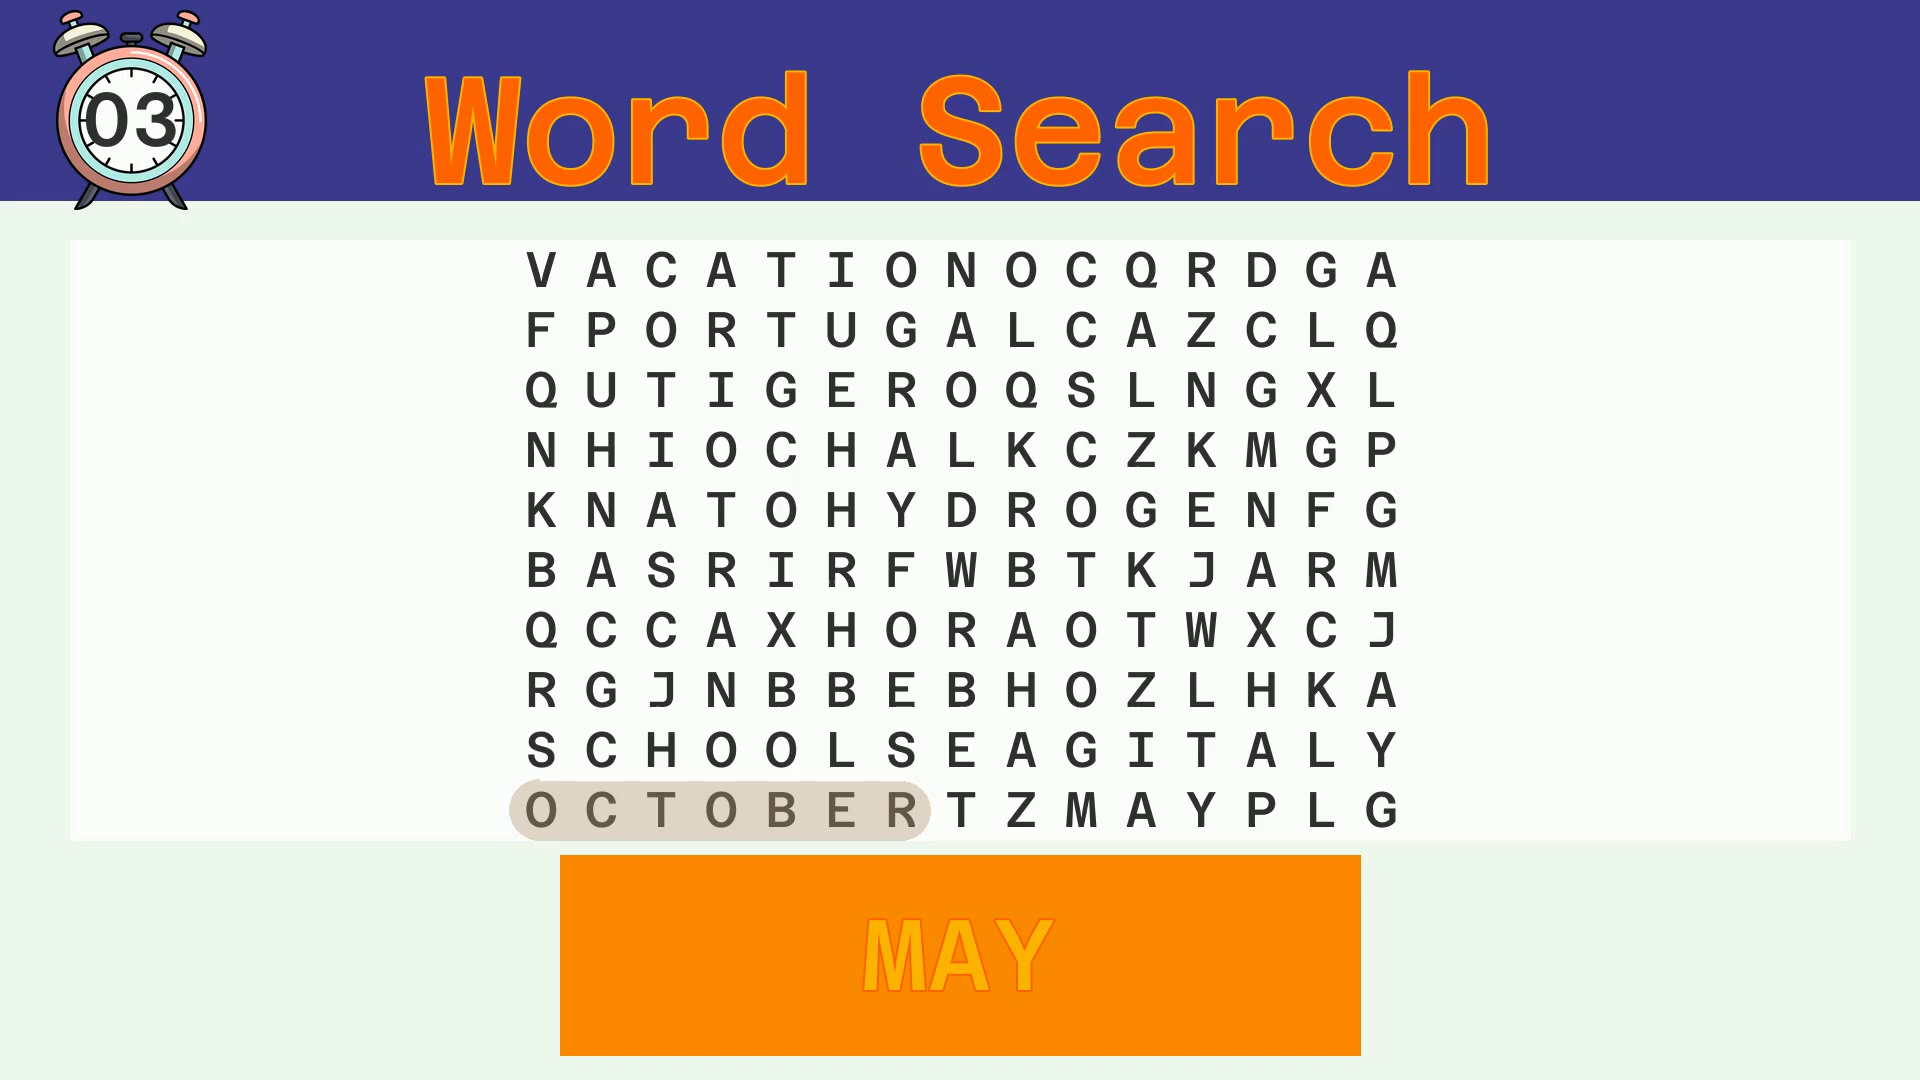 03
Word Search
V A C A T I O N O C Q R D G A
F P O R T U G A L C A Z C L Q
Q U T I G E R O Q S L N G X L
N H I O C H A L K C Z K M G P
K N A T O H Y D R O G E N F G
B A S R I R F W B T K J A R M
Q C C A X H O R A O T W X C J
R G J N B B E B H O Z L H K A
S C H O O L S E A G I T A L Y
O C T O B E R T Z M A Y P L G
MAY